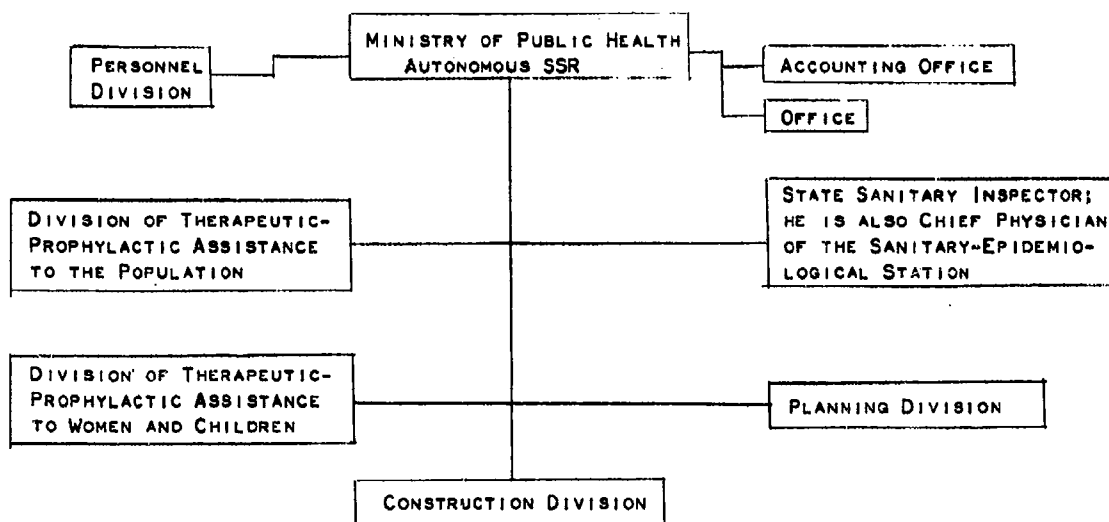 MINISTRY OF PUBLIC HEALTH
AUTONOMOUS SSR
PERSONNEL
DIVISION
ACCOUNTING OFFICE
OFFICE
DIVISION OF THERAPEUTIC-
PROPHYLACTIC ASSISTANCE
TO THE POPULATION
STATE SANITARY INSPECTOR;
HE IS ALSO CHIEF PHYSICIAN
OF THE SANITARY-EPIDEMIO-
LOGICAL STATION
DIVISION OF THERAPEUTIC-
PROPHYLACTIC ASSISTANCE
TO WOMEN AND CHILDREN
PLANNING DIVISION
CONSTRUCTION DIVISION